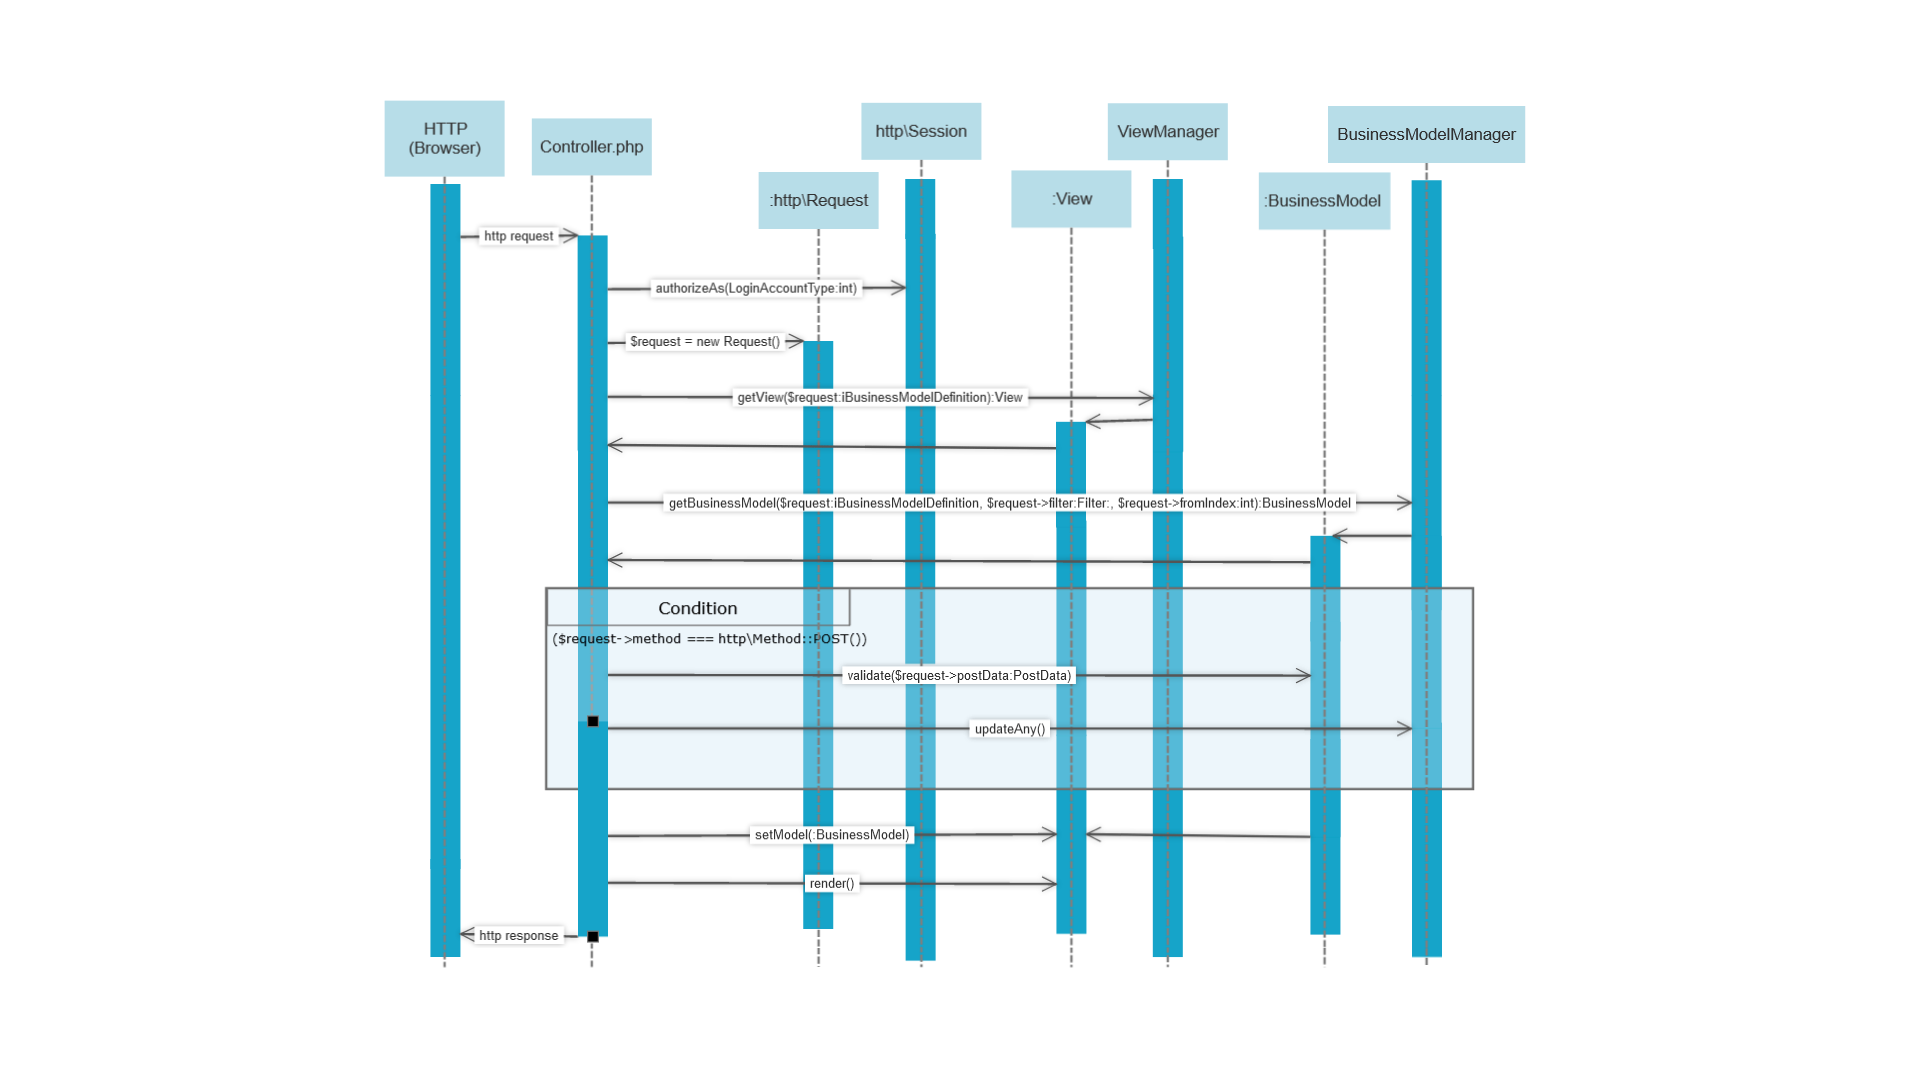 HTTP
(Browser)
Controller.php
:http\Request
http\Session
:View
ViewManager
:BusinessModel
BusinessModelManager
http request
authorizeAs(LoginAccountType:int)
$request = new Request()
getView($request:iBusinessModelDefinition):View
getBusinessModel($request:iBusinessModelDefinition, $request->filter:Filter:, $request->fromIndex:int):BusinessModel
Condition
($request->method === http\Method::POST())
validate($request->postData:PostData)
updateAny()
setModel(:BusinessModel)
render()
http response